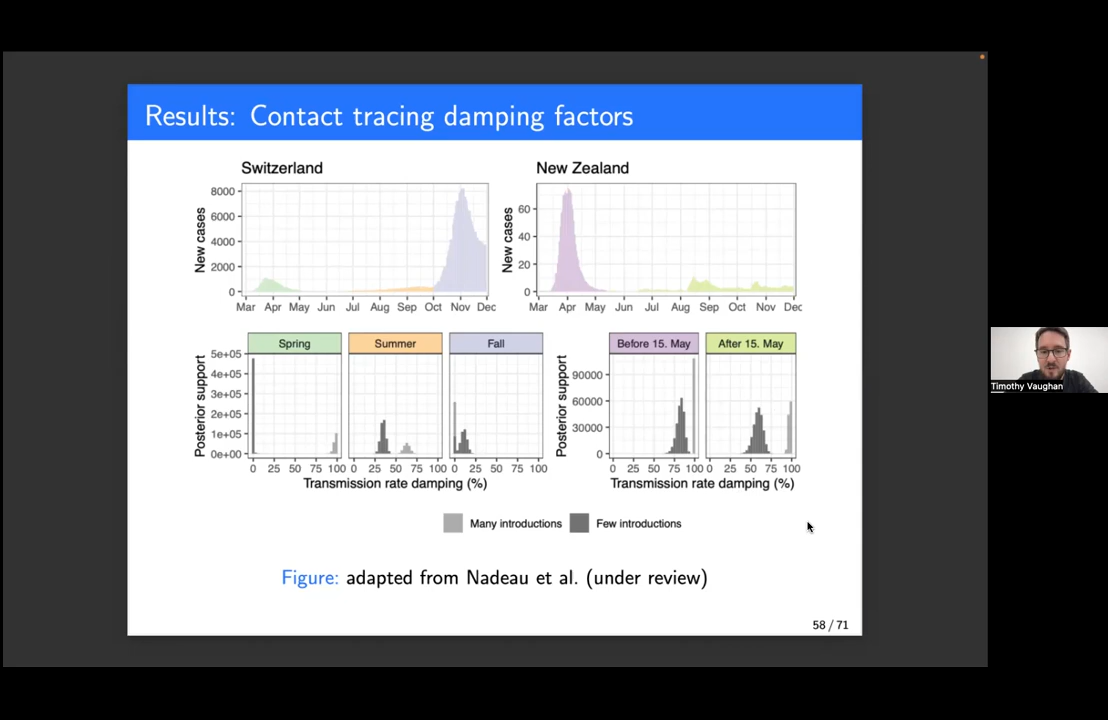 Results: Contact tracing damping factors
Switzerland
New Zealand
New cases
8000
6000
4000
2000
0
Mar Apr May Jun Jul Aug Sep Oct Nov Dec
New cases
60
40
20
0
Mar Apr May Jun Jul Aug Sep Oct Nov Dec
Posterior support
Spring Summer Fall
5e+05
4e+05
3e+05
2e+05
1e+05
0e+00
0 25 50 75 100 0 25 50 75 100 0 25 50 75 100
Transmission rate damping (%)
Posterior support
Before 15. May After 15. May
90000
60000
30000
0
0 25 50 75 100 0 25 50 75 100
Transmission rate damping (%)
Many introductions Few introductions
Figure: adapted from Nadeau et al. (under review)
58 / 71
Timothy Vaughan